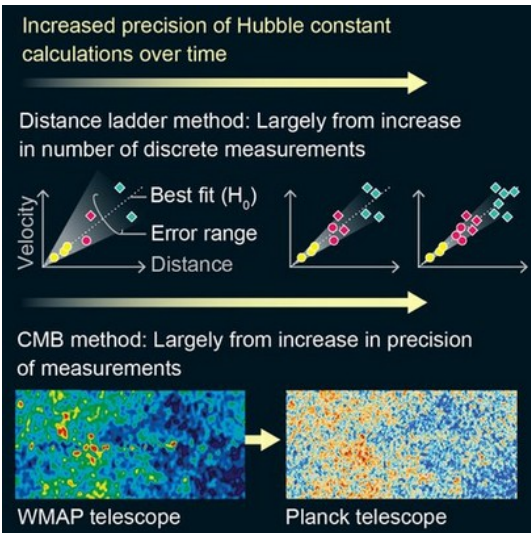 Increased precision of Hubble constant
calculations over time
Distance ladder method: Largely from increase
in number of discrete measurements
Velocity
Best fit (H₀)
Error range
Distance
CMB method: Largely from increase in precision
of measurements
WMAP telescope
Planck telescope